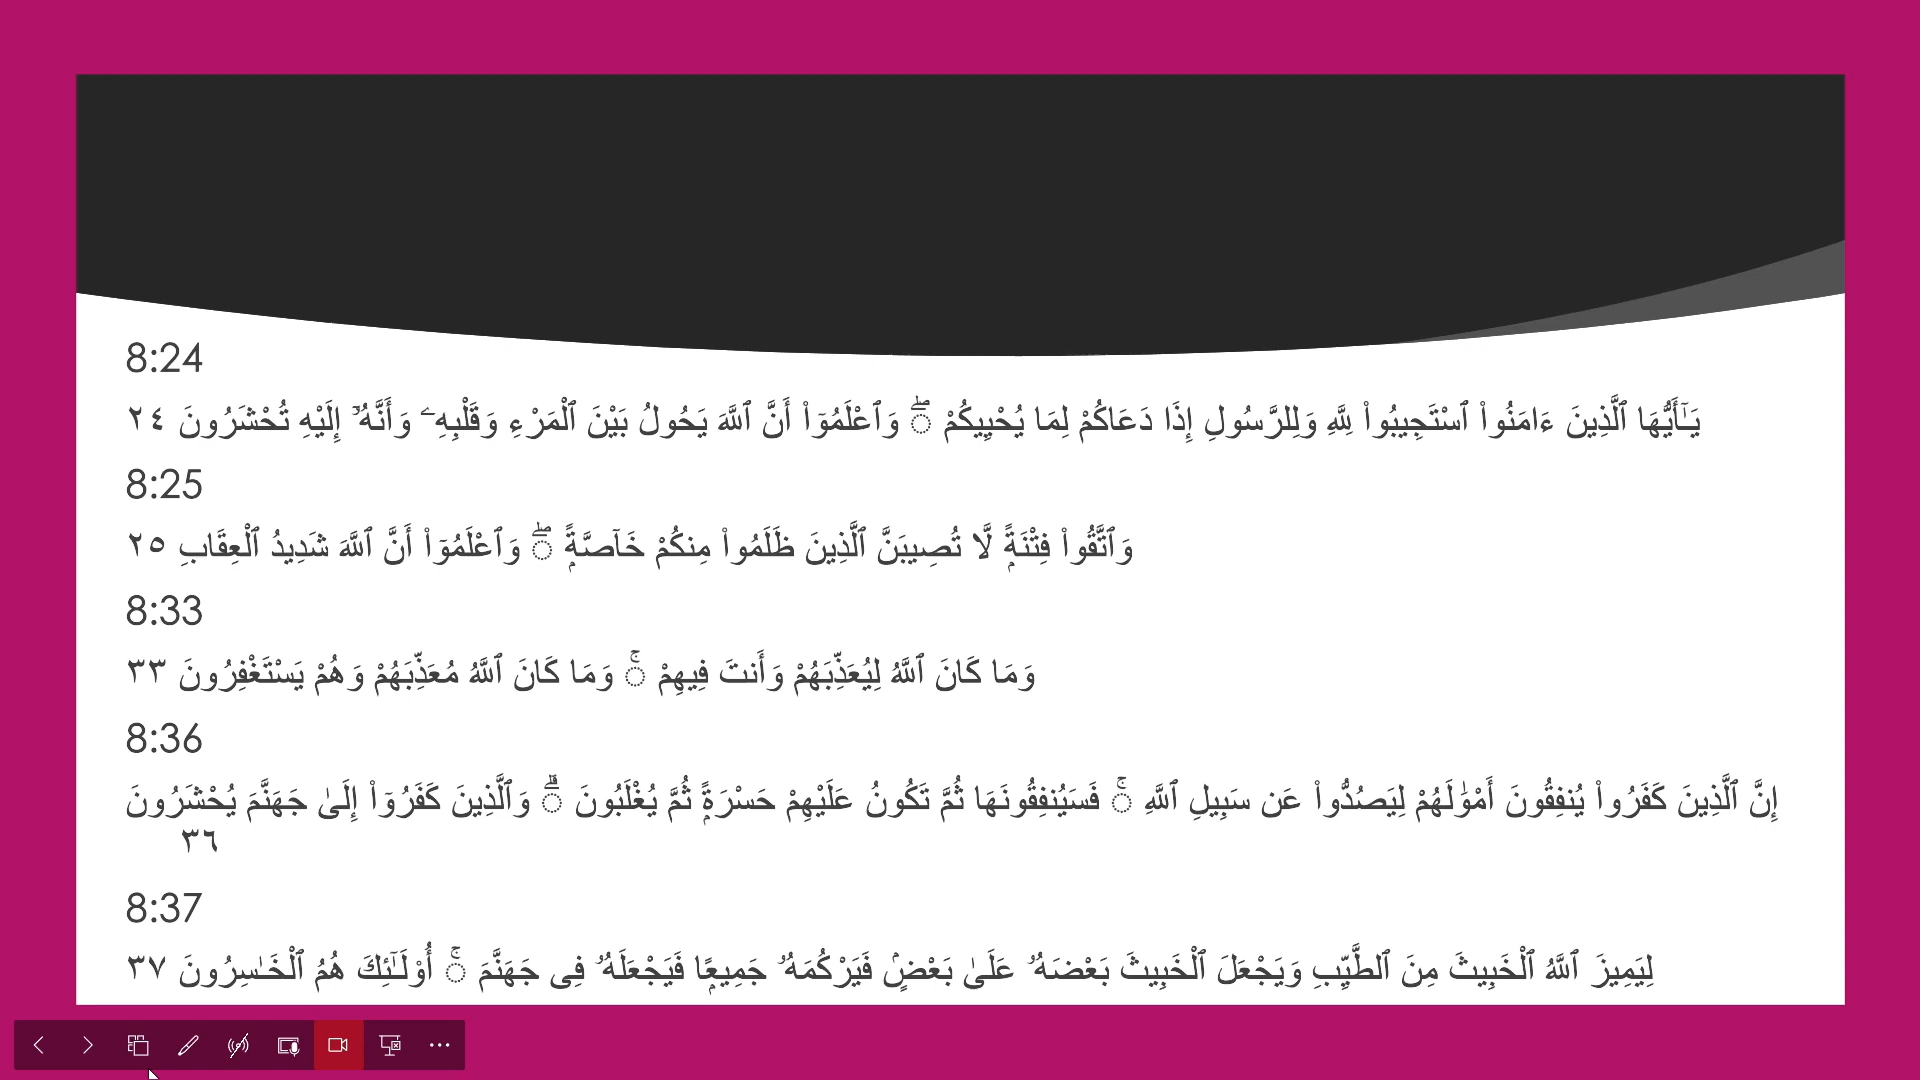 8:24
يَـٰٓأَيُّهَا ٱلَّذِينَ ءَامَنُوا۟ ٱسْتَجِيبُوا۟ لِلَّهِ وَلِلرَّسُولِ إِذَا دَعَاكُمْ لِمَا يُحْيِيكُمْ ۖ وَٱعْلَمُوٓا۟ أَنَّ ٱللَّهَ يَحُولُ بَيْنَ ٱلْمَرْءِ وَقَلْبِهِۦ وَأَنَّهُۥٓ إِلَيْهِ تُحْشَرُونَ ٢٤
8:25
وَٱتَّقُوا۟ فِتْنَةًۭ لَّا تُصِيبَنَّ ٱلَّذِينَ ظَلَمُوا۟ مِنكُمْ خَآصَّةًۭ ۖ وَٱعْلَمُوٓا۟ أَنَّ ٱللَّهَ شَدِيدُ ٱلْعِقَابِ ٢٥
8:33
وَمَا كَانَ ٱللَّهُ لِيُعَذِّبَهُمْ وَأَنتَ فِيهِمْ ۚ وَمَا كَانَ ٱللَّهُ مُعَذِّبَهُمْ وَهُمْ يَسْتَغْفِرُونَ ٣٣
8:36
إِنَّ ٱلَّذِينَ كَفَرُوا۟ يُنفِقُونَ أَمْوَٰلَهُمْ لِيَصُدُّوا۟ عَن سَبِيلِ ٱللَّهِ ۚ فَسَيُنفِقُونَهَا ثُمَّ تَكُونُ عَلَيْهِمْ حَسْرَةًۭ ثُمَّ يُغْلَبُونَ ۗ وَٱلَّذِينَ كَفَرُوٓا۟ إِلَىٰ جَهَنَّمَ يُحْشَرُونَ
٣٦
8:37
لِيَمِيزَ ٱللَّهُ ٱلْخَبِيثَ مِنَ ٱلطَّيِّبِ وَيَجْعَلَ ٱلْخَبِيثَ بَعْضَهُۥ عَلَىٰ بَعْضٍۢ فَيَرْكُمَهُۥ جَمِيعًۭا فَيَجْعَلَهُۥ فِى جَهَنَّمَ ۚ أُو۟لَـٰٓئِكَ هُمُ ٱلْخَـٰسِرُونَ ٣٧